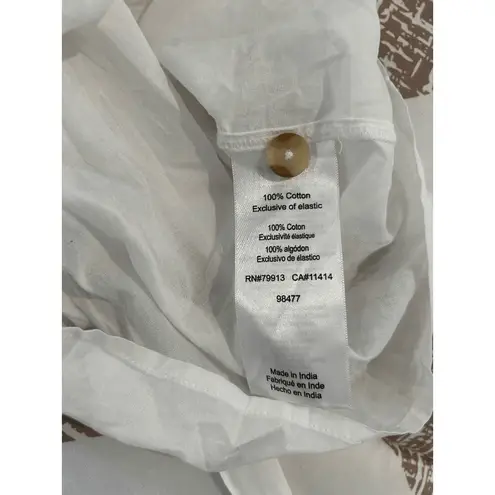 100% Cotton
Exclusive of elastic
100% Coton
Exclusivité élastique
100% algodón
Exclusivo de elástico
RN#79913 CA#11414
98477
Made in India
Fabriqué en Inde
Hecho en India